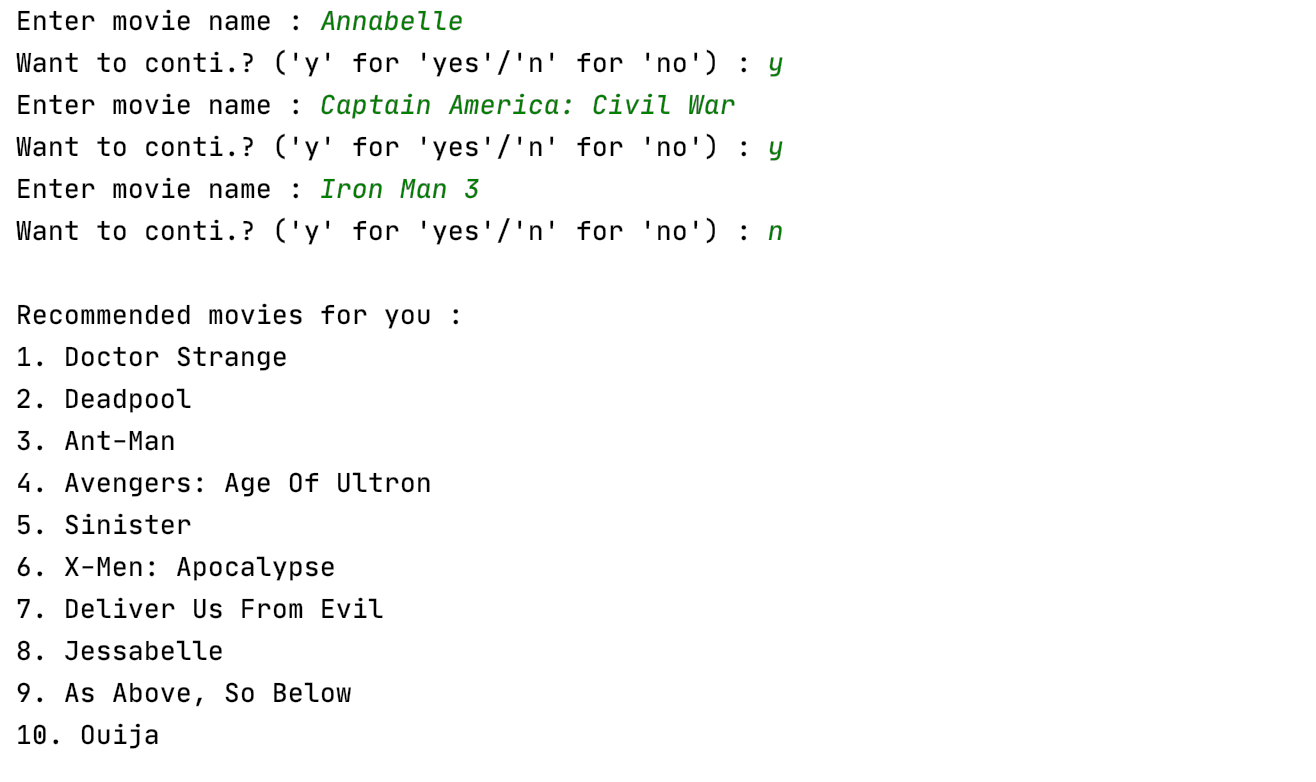 Enter movie name : Annabelle
Want to conti.? ('y' for 'yes'/'n' for 'no') : y
Enter movie name : Captain America: Civil War
Want to conti.? ('y' for 'yes'/'n' for 'no') : y
Enter movie name : Iron Man 3
Want to conti.? ('y' for 'yes'/'n' for 'no') : n
Recommended movies for you :
1. Doctor Strange
2. Deadpool
3. Ant-Man
4. Avengers: Age Of Ultron
5. Sinister
6. X-Men: Apocalypse
7. Deliver Us From Evil
8. Jessabelle
9. As Above, So Below
10. Ouija